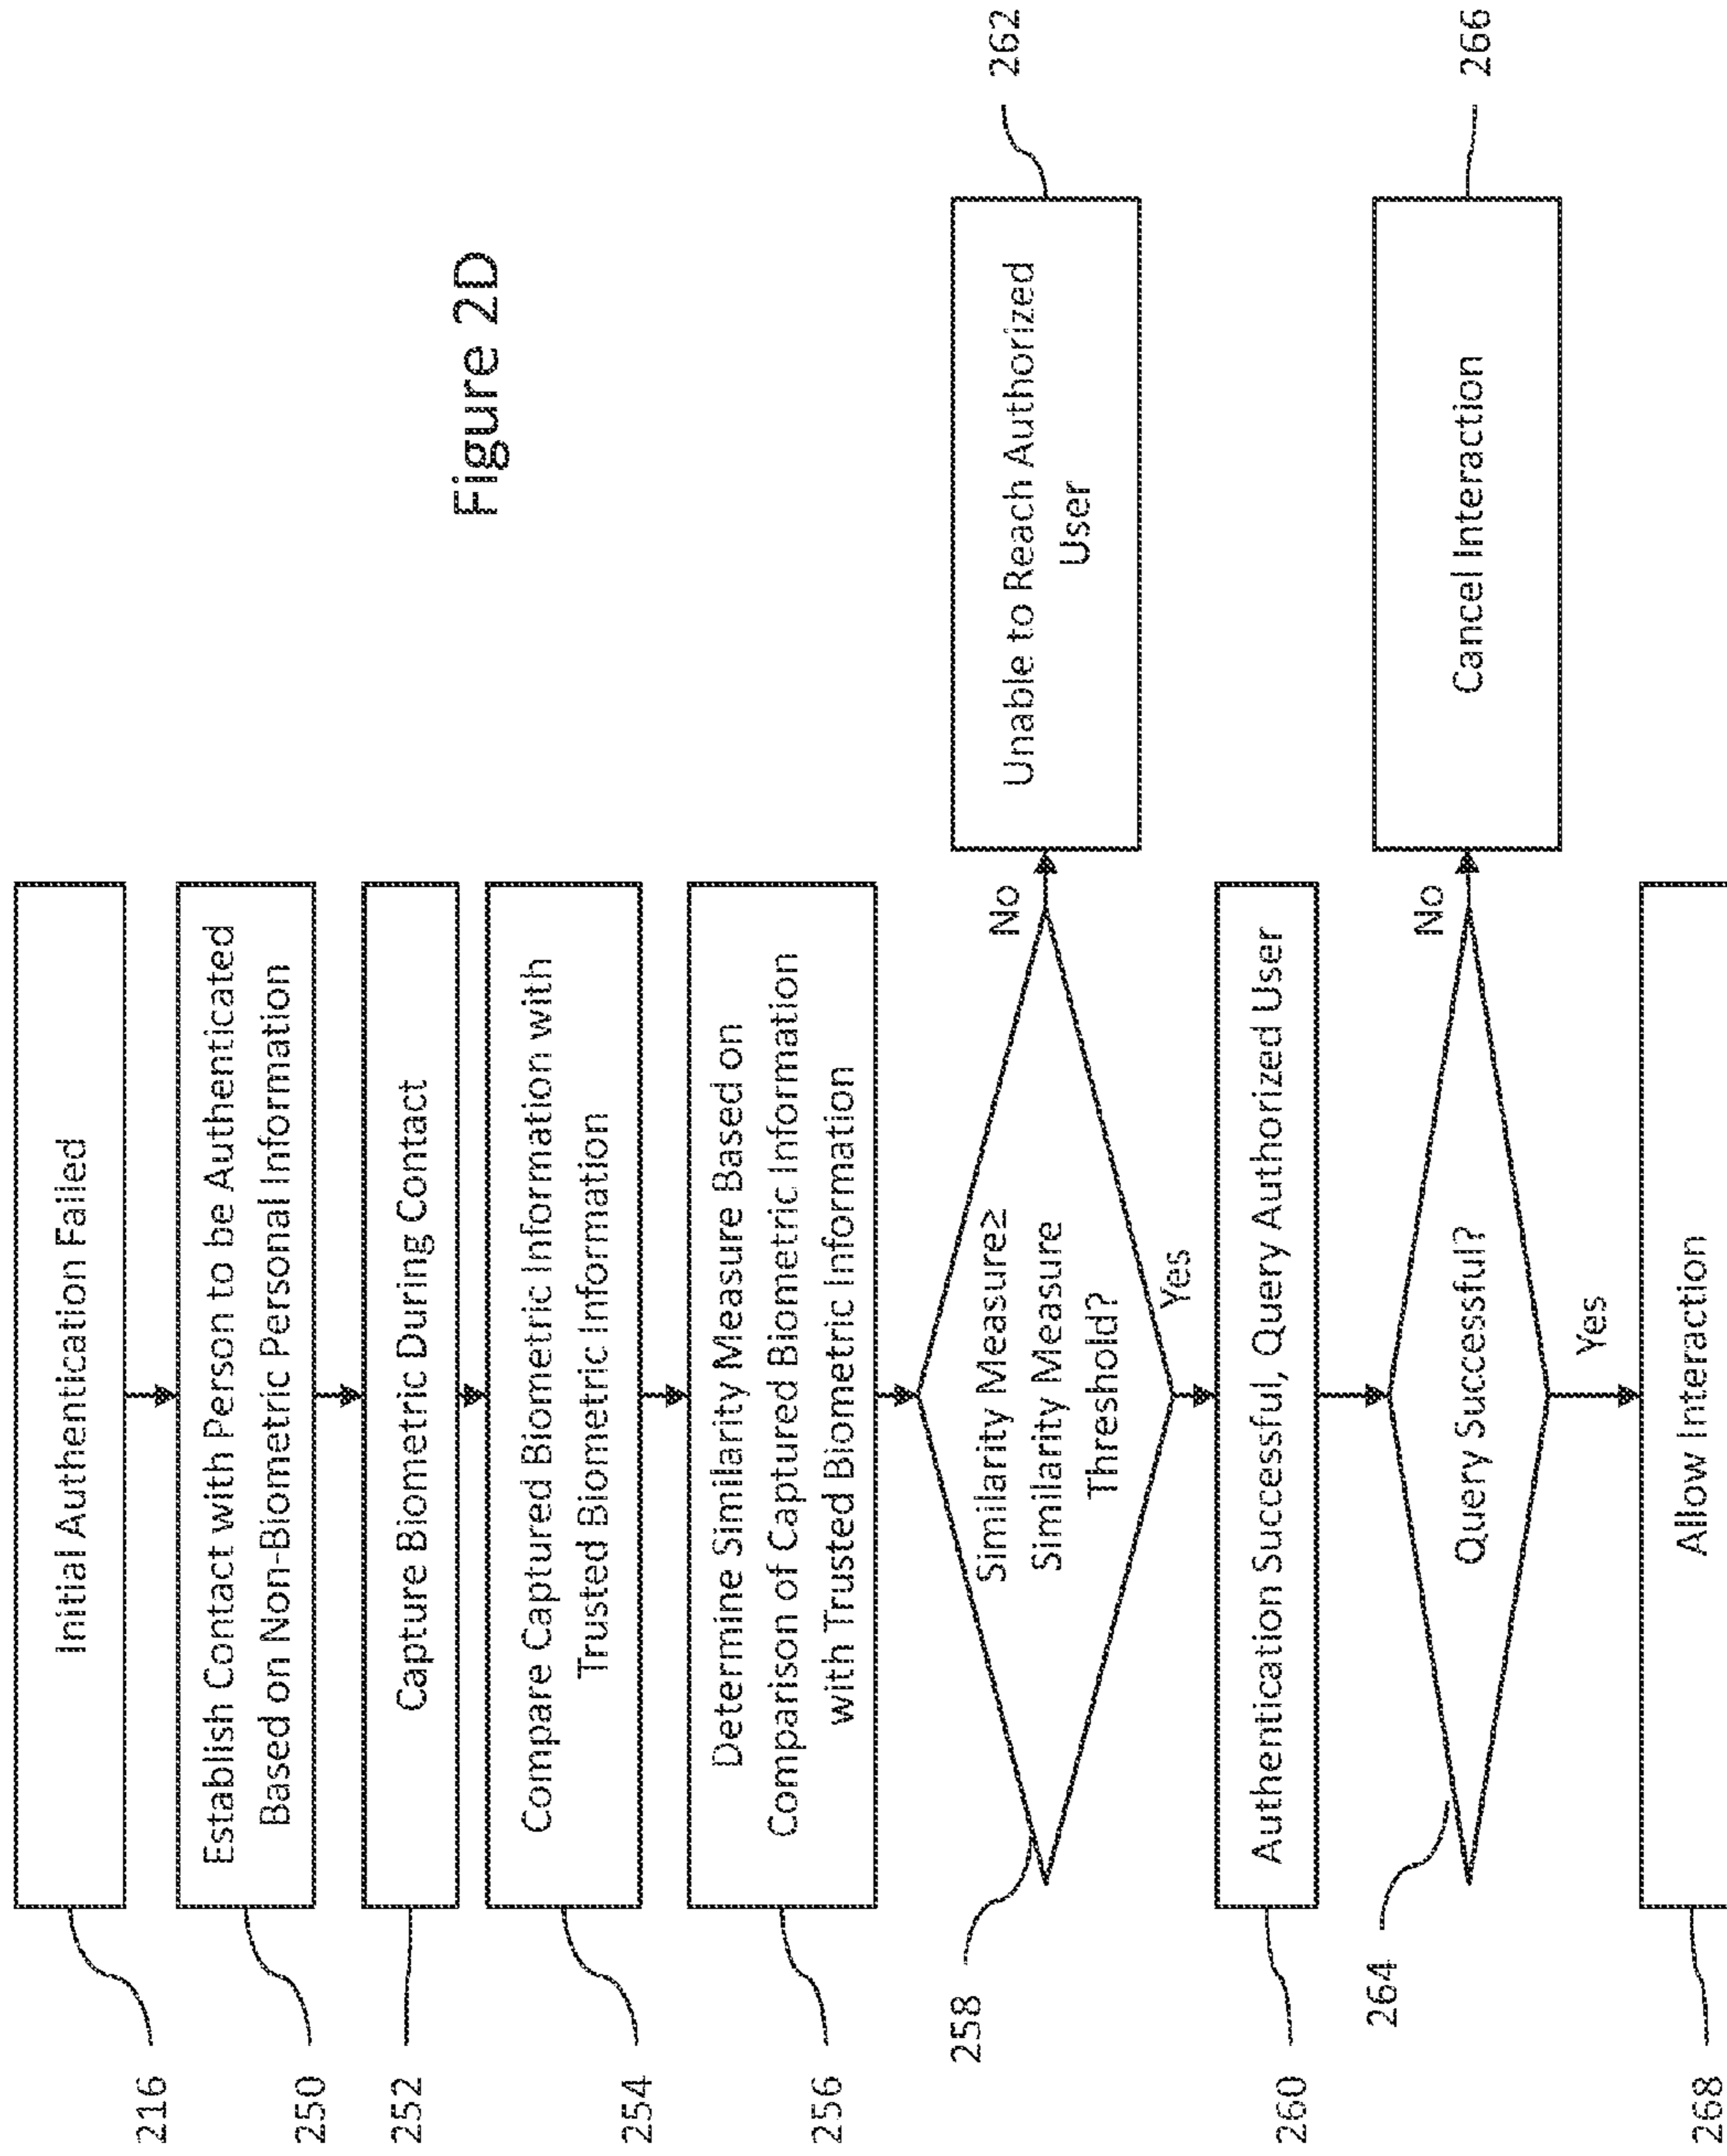 Figure 2D
216
Initial Authentication Failed
250
Establish Contact with Person to be Authenticated
Based on Non-Biometric Personal Information
252
Capture Biometric During Contact
254
Compare Captured Biometric Information with
Trusted Biometric Information
256
Determine Similarity Measure Based on
Comparison of Captured Biometric Information
with Trusted Biometric Information
258
Similarity Measure≥
Similarity Measure
Threshold?
No
Unable to Reach Authorized
User
262
Yes
260
Authentication Successful, Query Authorized User
264
Query Successful?
No
Cancel Interaction
266
Yes
268
Allow Interaction